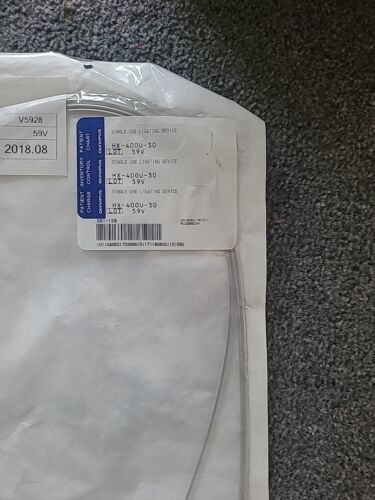 V5928
59V
2018.08
PATIENT CHART
OLYMPUS
SINGLE USE LIGATING DEVICE
HX-400U-30
LOT 59V
INVENTORY CONTROL
OLYMPUS
SINGLE USE LIGATING DEVICE
HX-400U-30
LOT 59V
PATIENT CHARGE
OLYMPUS
SINGLE USE LIGATING DEVICE
HX-400U-30
LOT 59V